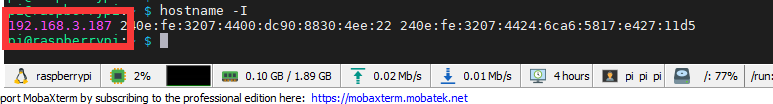 $ hostname -I
192.168.3.187 240e:fe:3207:4400:dc90:8830:4ee:22 240e:fe:3207:4424:6ca6:5817:e427:11d5
pi@raspberrypi: $
raspberrypi 2% 0.10 GB / 1.89 GB 0.02 Mb/s 0.01 Mb/s 4 hours pi pi pi /: 77% /run:
port MobaXterm by subscribing to the professional edition here: https://mobaxterm.mobatek.net